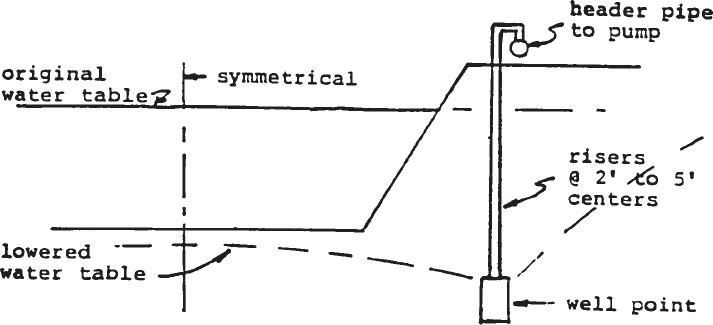 header pipe
to pump
original
water table
symmetrical
risers
@ 2' to 5'
centers
lowered
water table
well point